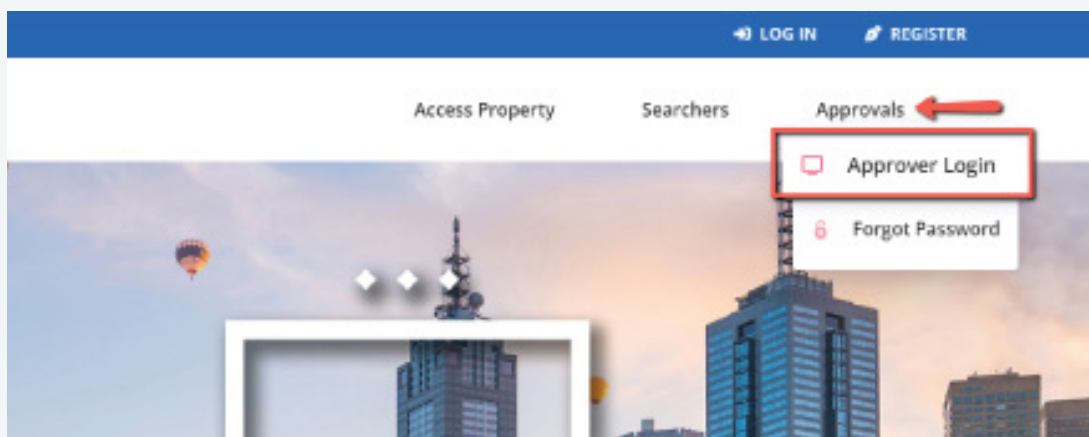 LOG IN REGISTER
Access Property Searchers Approvals
Approver Login
Forgot Password